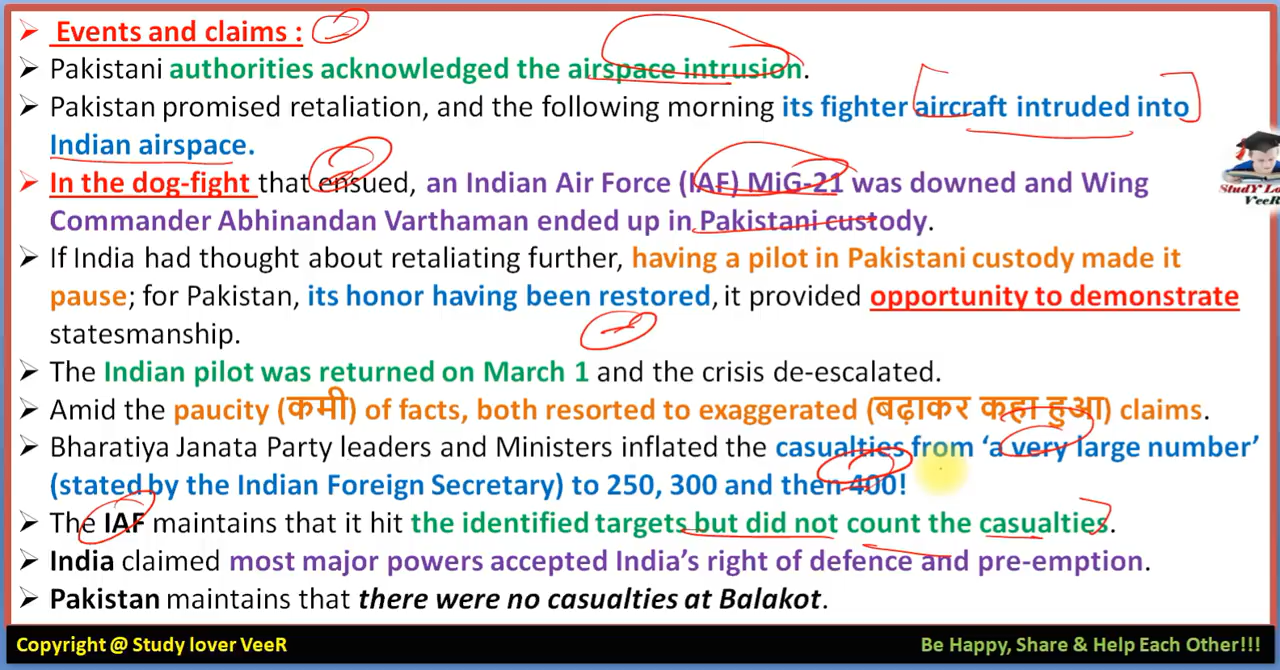 Events and claims :
Pakistani authorities acknowledged the airspace intrusion.
Pakistan promised retaliation, and the following morning its fighter aircraft intruded into
Indian airspace.
In the dog-fight that ensued, an Indian Air Force (IAF) MiG-21 was downed and Wing
Commander Abhinandan Varthaman ended up in Pakistani custody.
If India had thought about retaliating further, having a pilot in Pakistani custody made it
pause; for Pakistan, its honor having been restored, it provided opportunity to demonstrate
statesmanship.
The Indian pilot was returned on March 1 and the crisis de-escalated.
Amid the paucity (कमी) of facts, both resorted to exaggerated (बढ़ाकर कहा हुआ) claims.
Bharatiya Janata Party leaders and Ministers inflated the casualties from ‘a very large number’
(stated by the Indian Foreign Secretary) to 250, 300 and then 400!
The IAF maintains that it hit the identified targets but did not count the casualties.
India claimed most major powers accepted India’s right of defence and pre-emption.
Pakistan maintains that there were no casualties at Balakot.
StudY Lo
VeeR
Copyright @ Study lover VeeR
Be Happy, Share & Help Each Other!!!